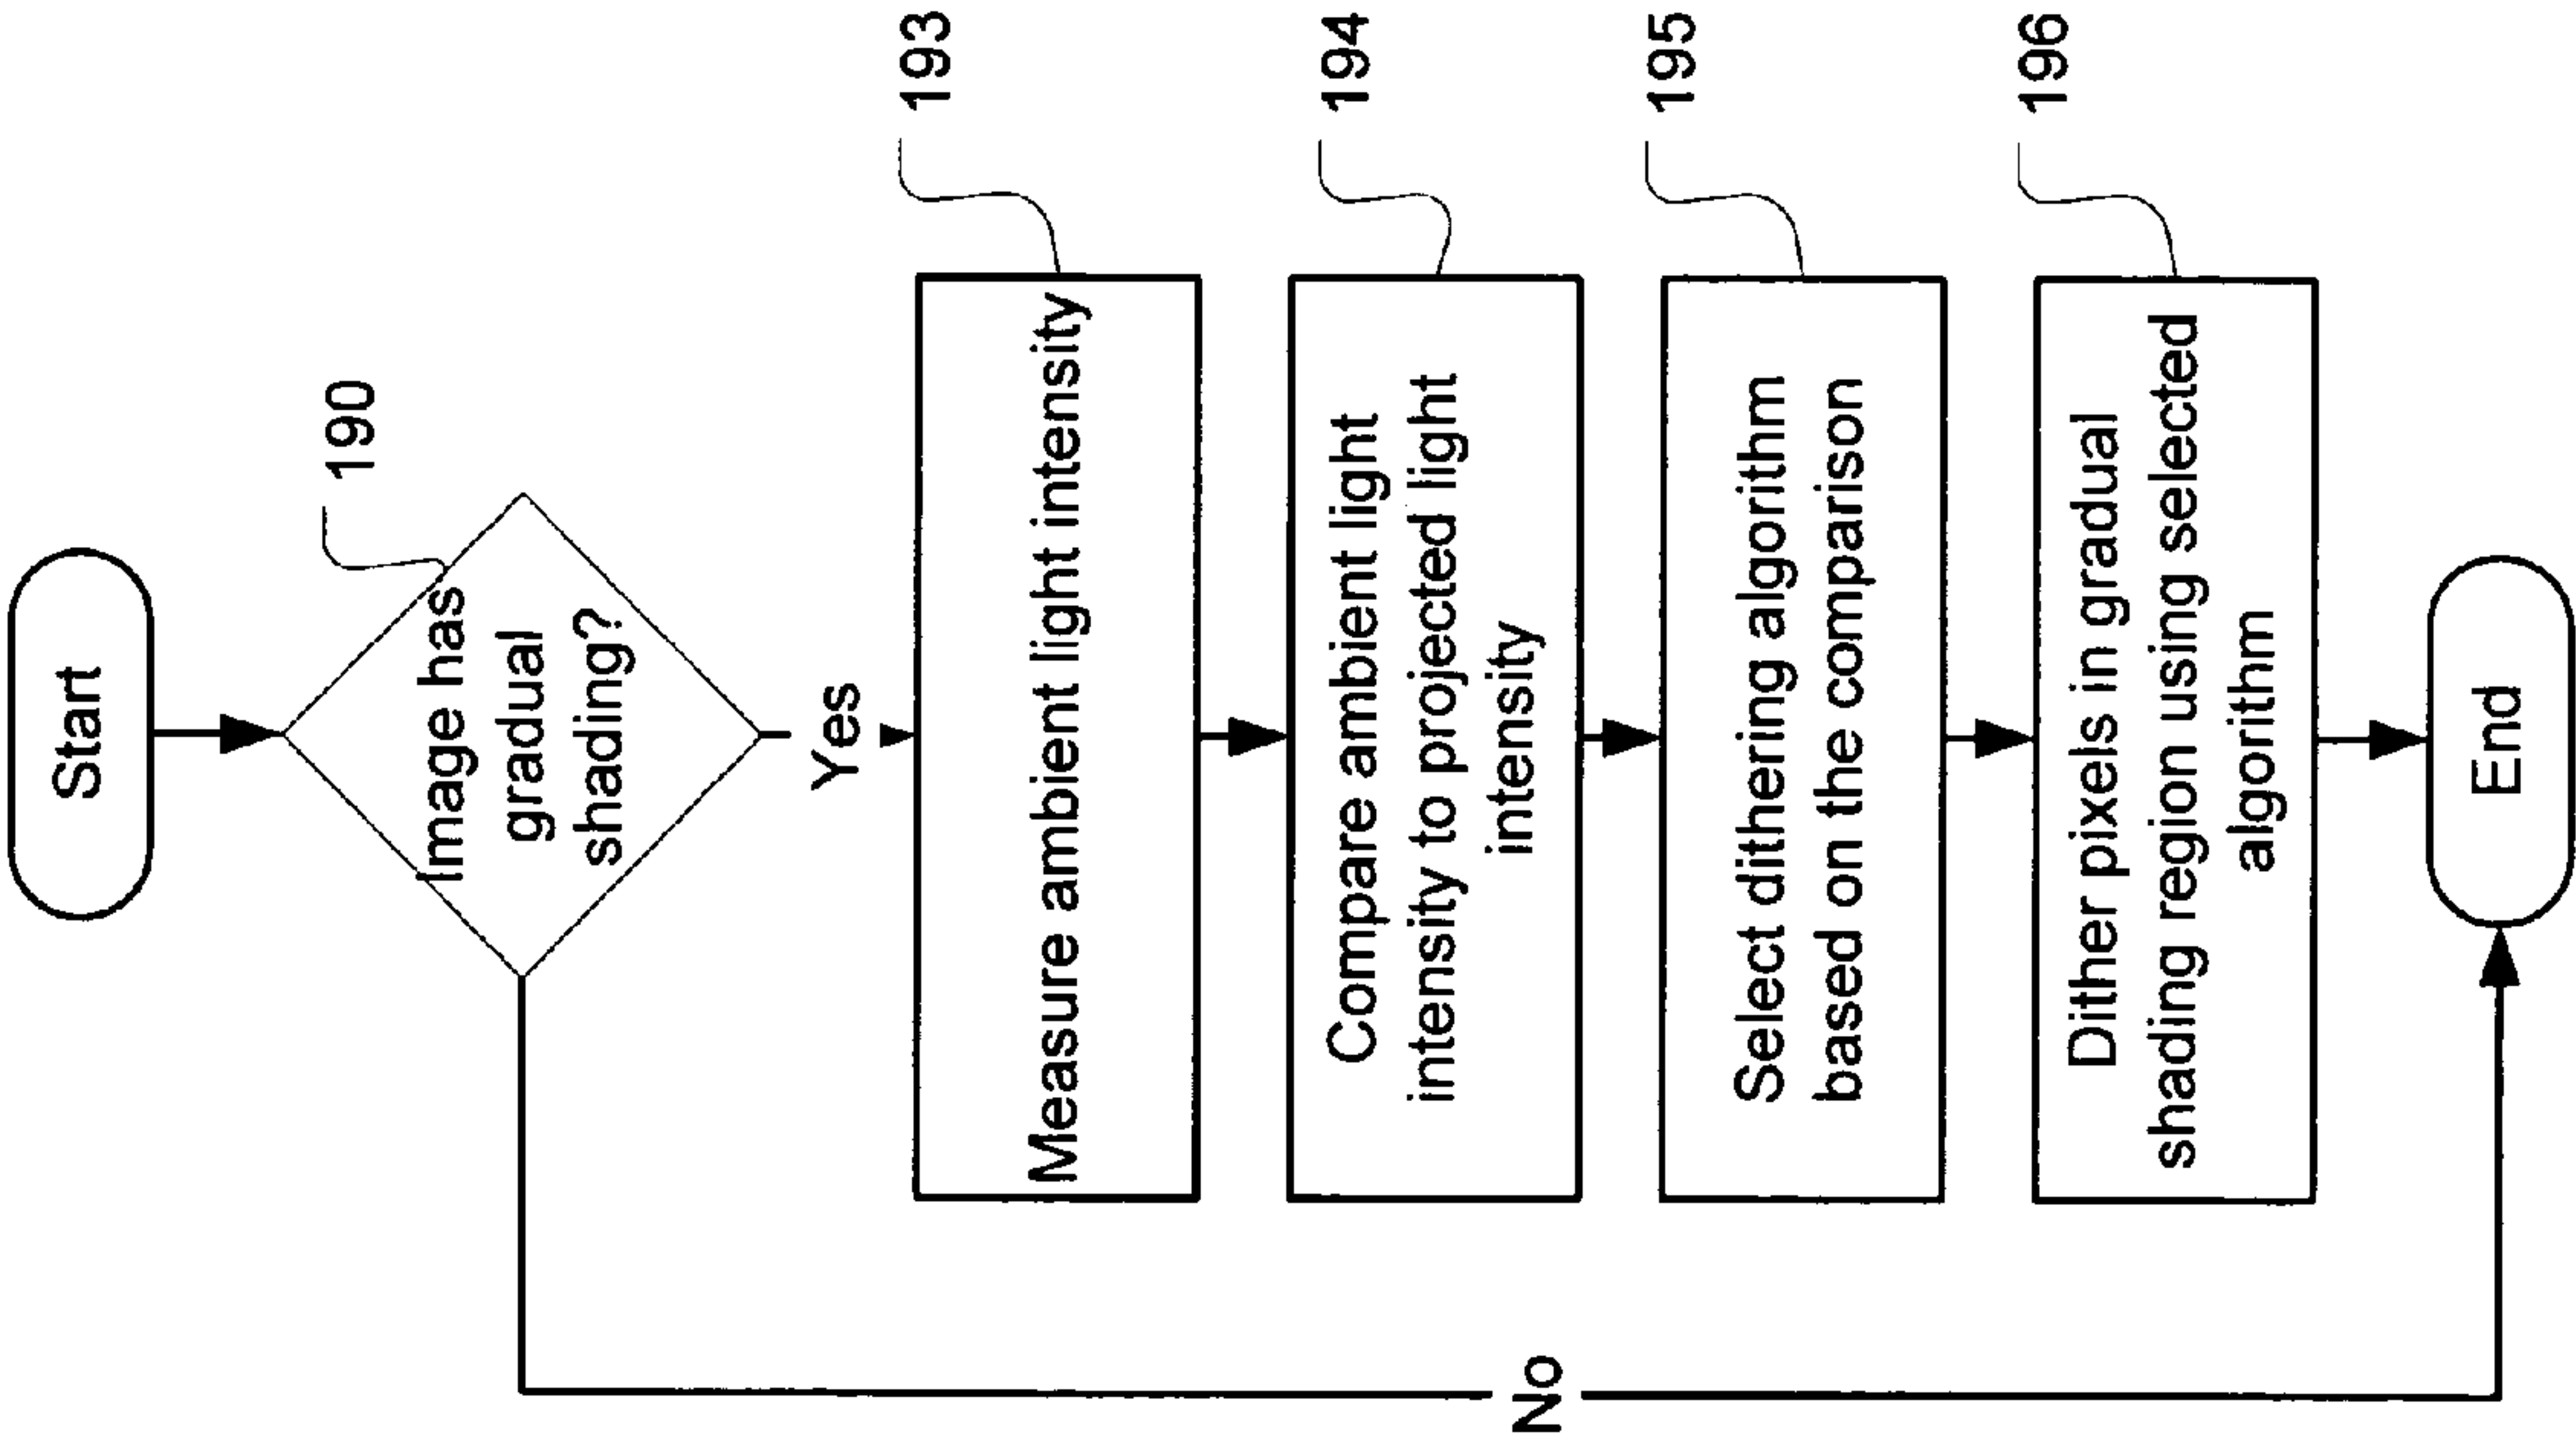 Start
190
Image has
gradual
shading?
Yes
193
Measure ambient light intensity
194
Compare ambient light
intensity to projected light
intensity
195
Select dithering algorithm
based on the comparison
196
Dither pixels in gradual
shading region using selected
algorithm
No
End